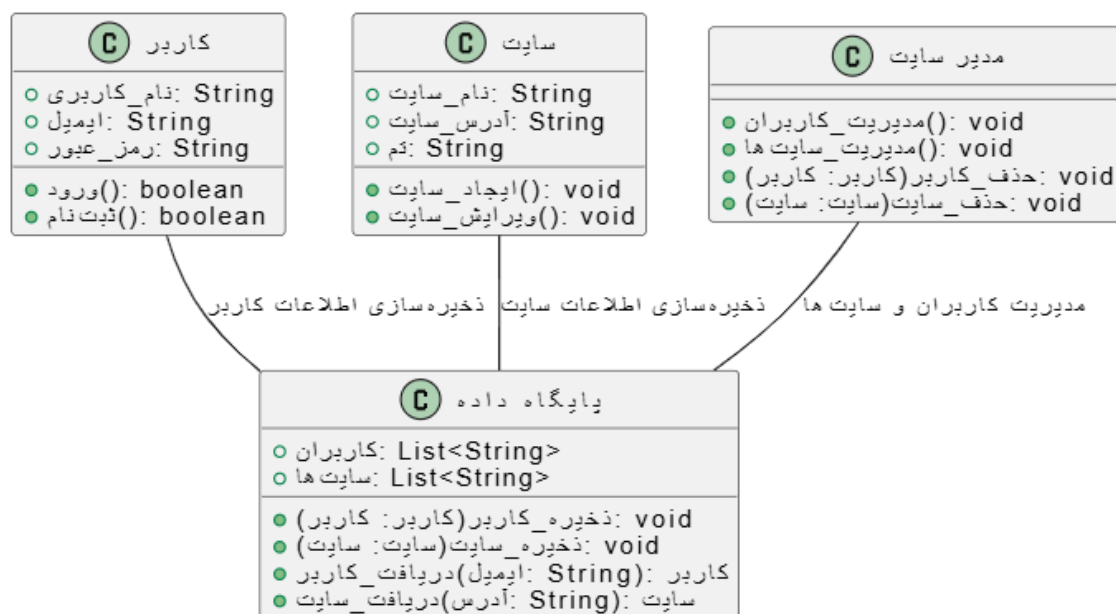 C کاربر
نام_کاربری: String
ایمیل: String
رمز_عبور: String
ورود(): boolean
ثبت‌نام(): boolean
C سایت
نام_سایت: String
آدرس_سایت: String
تم: String
ایجاد_سایت(): void
ویرایش_سایت(): void
C مدیر سایت
مدیریت_کاربران(): void
مدیریت_سایت‌ها(): void
حذف_کاربر(کاربر: کاربر): void
حذف_سایت(سایت: سایت): void
ذخیره‌سازی اطلاعات کاربر
ذخیره‌سازی اطلاعات سایت
مدیریت کاربران و سایت‌ها
C پایگاه داده
کاربران: List<String>
سایت‌ها: List<String>
ذخیره_کاربر(کاربر: کاربر): void
ذخیره_سایت(سایت: سایت): void
دریافت_کاربر(ایمیل: String): کاربر
دریافت_سایت(آدرس: String): سایت